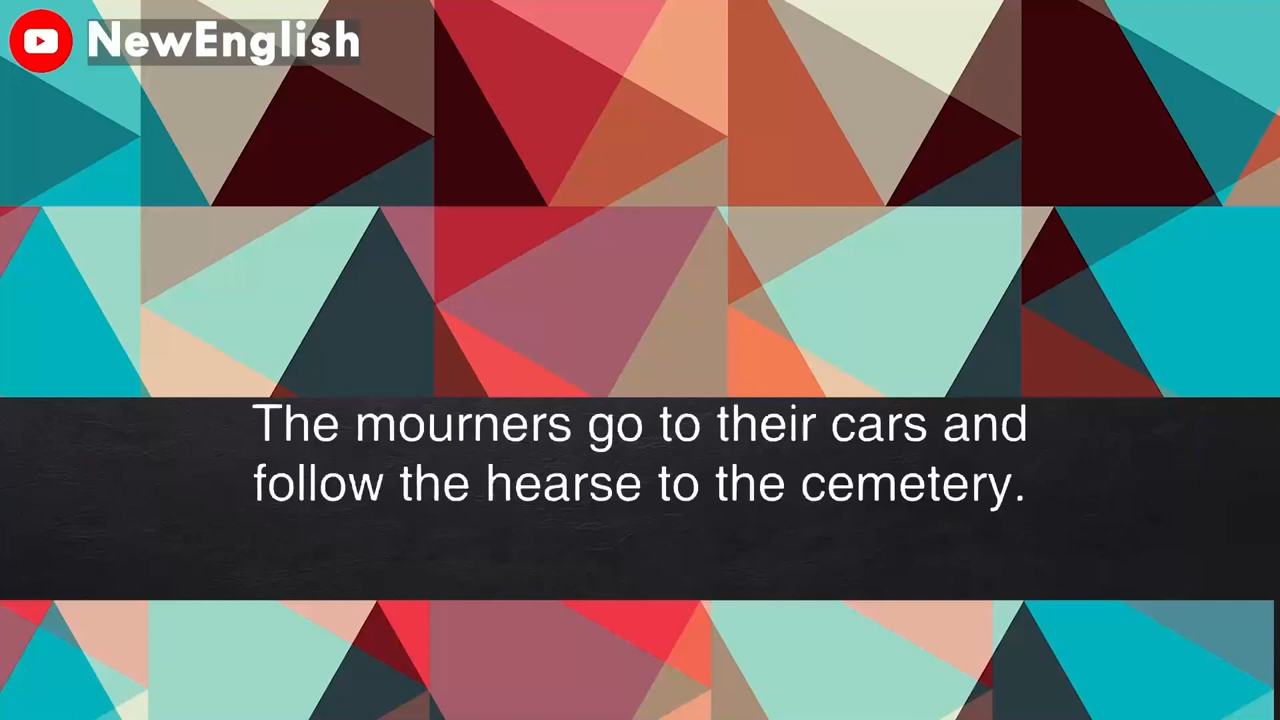 NewEnglish
The mourners go to their cars and
follow the hearse to the cemetery.